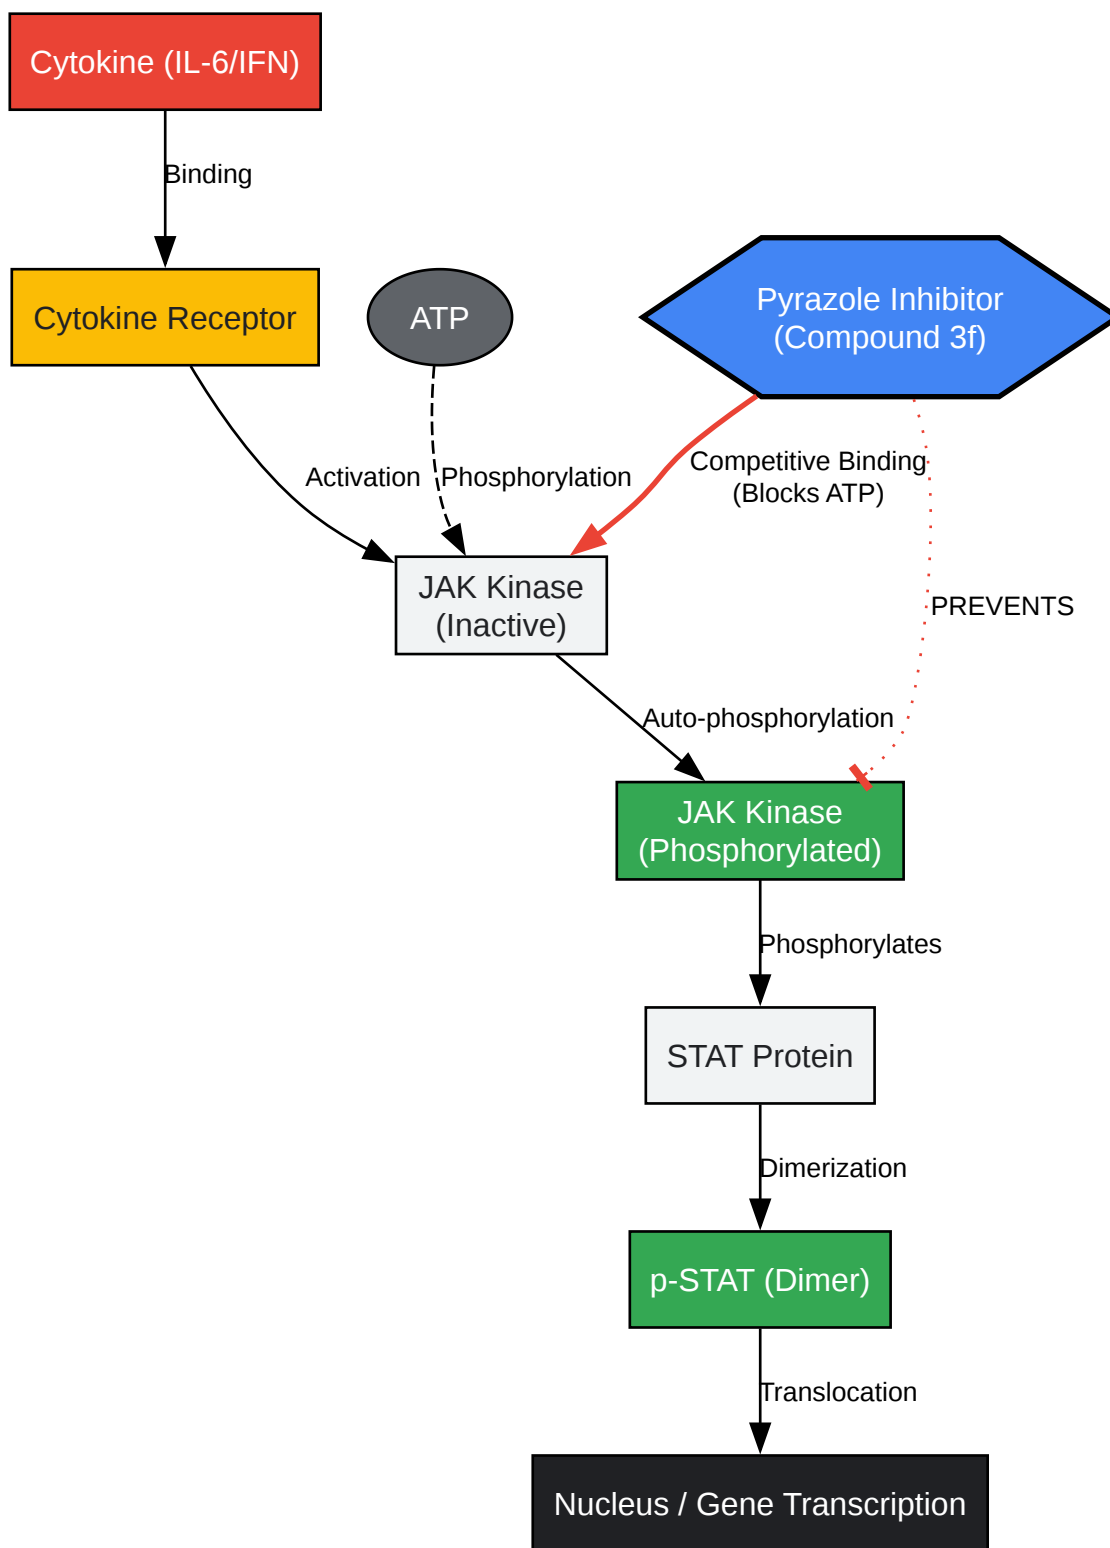 Cytokine (IL-6/IFN)
Binding
Cytokine Receptor
ATP
Pyrazole Inhibitor
(Compound 3f)
Activation
Phosphorylation
Competitive Binding
(Blocks ATP)
JAK Kinase
(Inactive)
PREVENTS
Auto-phosphorylation
JAK Kinase
(Phosphorylated)
Phosphorylates
STAT Protein
Dimerization
p-STAT (Dimer)
Translocation
Nucleus / Gene Transcription